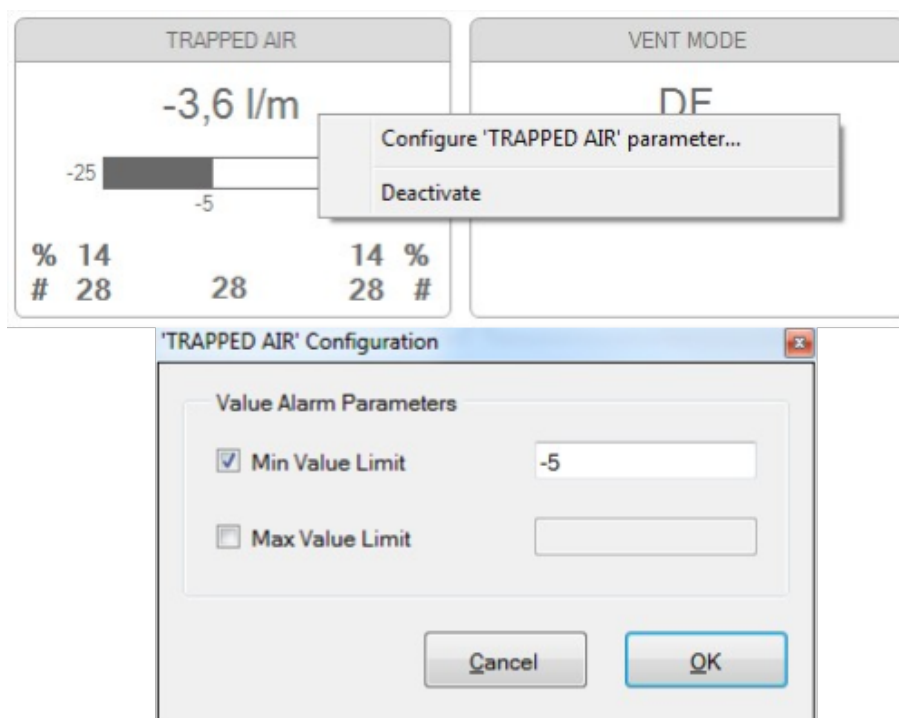 TRAPPED AIR
-3,6 l/m
-25
-5
% 14 14 %
# 28 28 28 #
VENT MODE
Configure 'TRAPPED AIR' parameter...
Deactivate
'TRAPPED AIR' Configuration
Value Alarm Parameters
Min Value Limit -5
Max Value Limit
Cancel OK